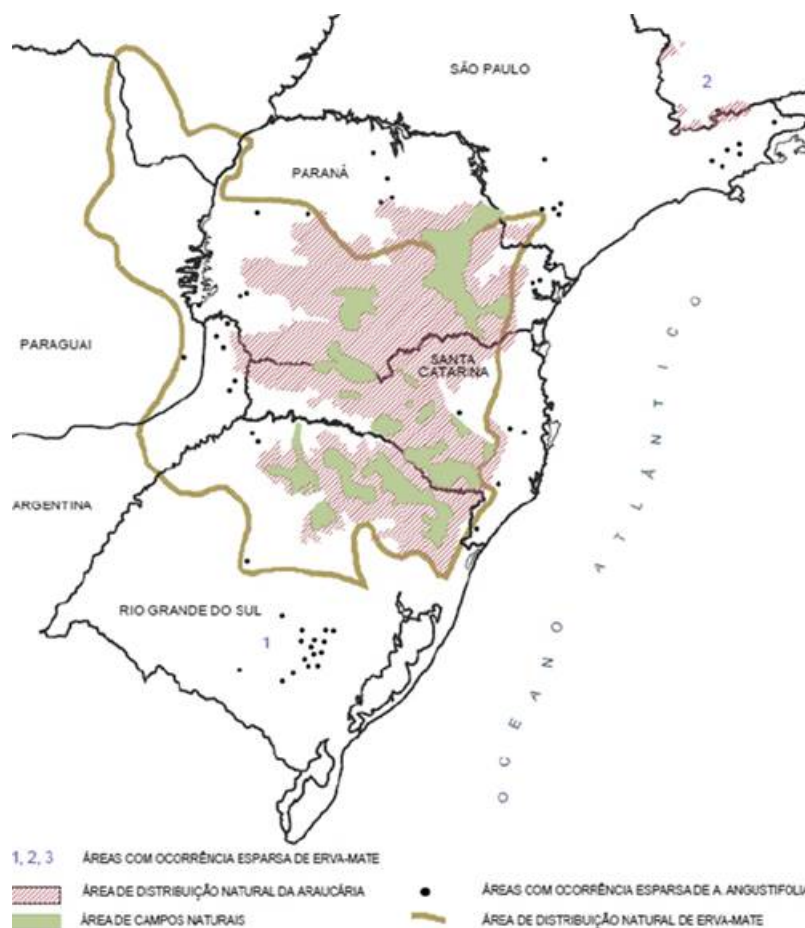 SÃO PAULO
2
PARANÁ
PARAGUAI
SANTA
CATARINA
ARGENTINA
RIO GRANDE DO SUL
1
OCEANO ATLÂNTICO
1, 2, 3 ÁREAS COM OCORRÊNCIA ESPARSA DE ERVA-MATE
ÁREA DE DISTRIBUIÇÃO NATURAL DA ARAUCÁRIA
ÁREAS COM OCORRÊNCIA ESPARSA DE A. ANGUSTIFOLIA
ÁREA DE CAMPOS NATURAIS
ÁREA DE DISTRIBUIÇÃO NATURAL DE ERVA-MATE